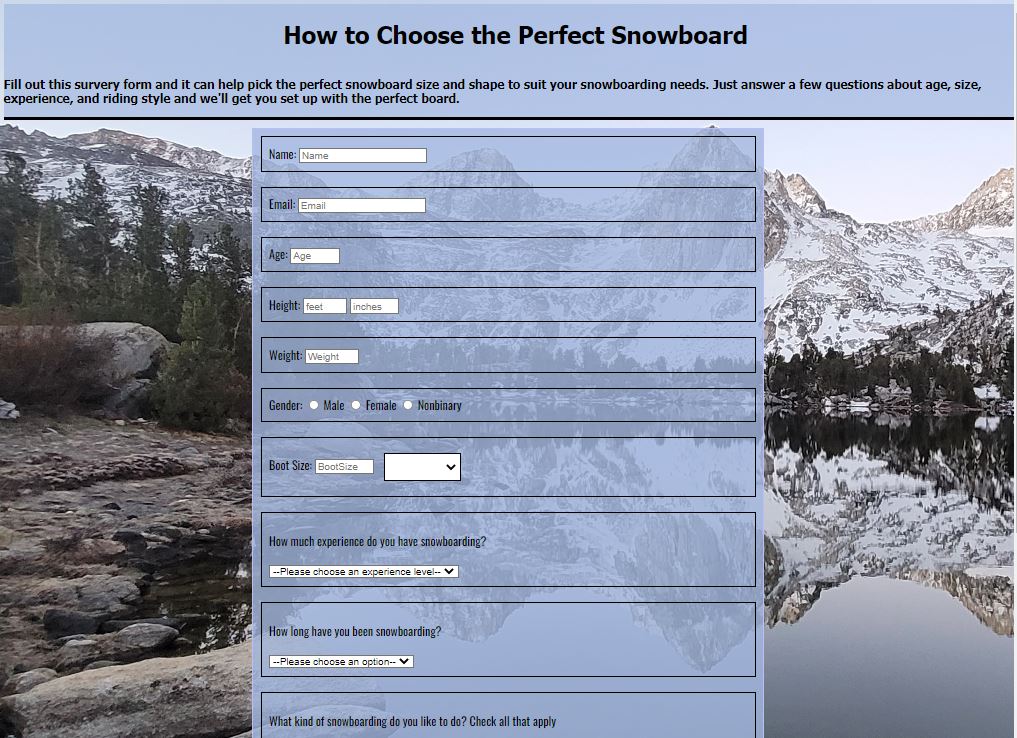 How to Choose the Perfect Snowboard
Fill out this survery form and it can help pick the perfect snowboard size and shape to suit your snowboarding needs. Just answer a few questions about age, size,
experience, and riding style and we'll get you set up with the perfect board.
Name: Name
Email: Email
Age: Age
Height: feet inches
Weight: Weight
Gender: Male Female Nonbinary
Boot Size: BootSize
How much experience do you have snowboarding?
--Please choose an experience level--
How long have you been snowboarding?
--Please choose an option--
What kind of snowboarding do you like to do? Check all that apply